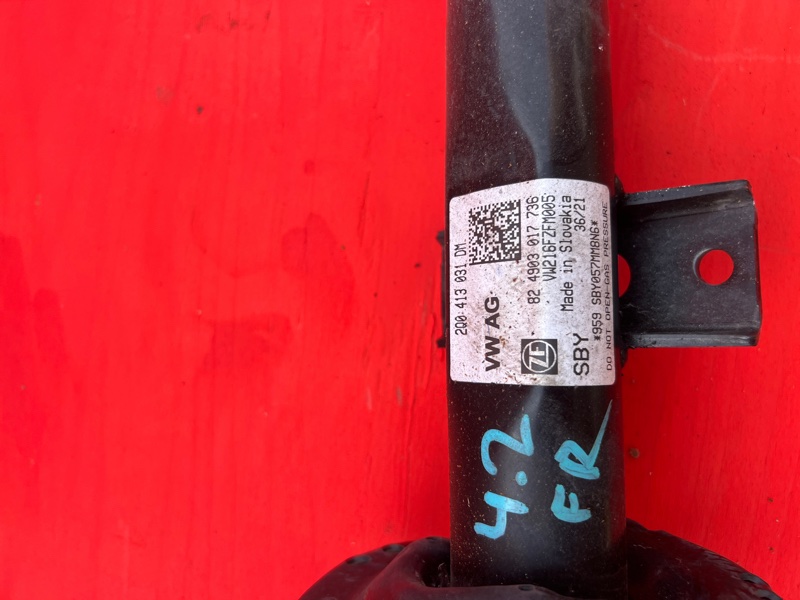 2Q0 413 031 DM.
VW AG.
82 4903 017 736
VW216FZFM005
ZF
Made in Slovakia
SBY 36/21
*959 SBY057MM8N6*
DO NOT OPEN GAS PRESSURE
4.2
FR